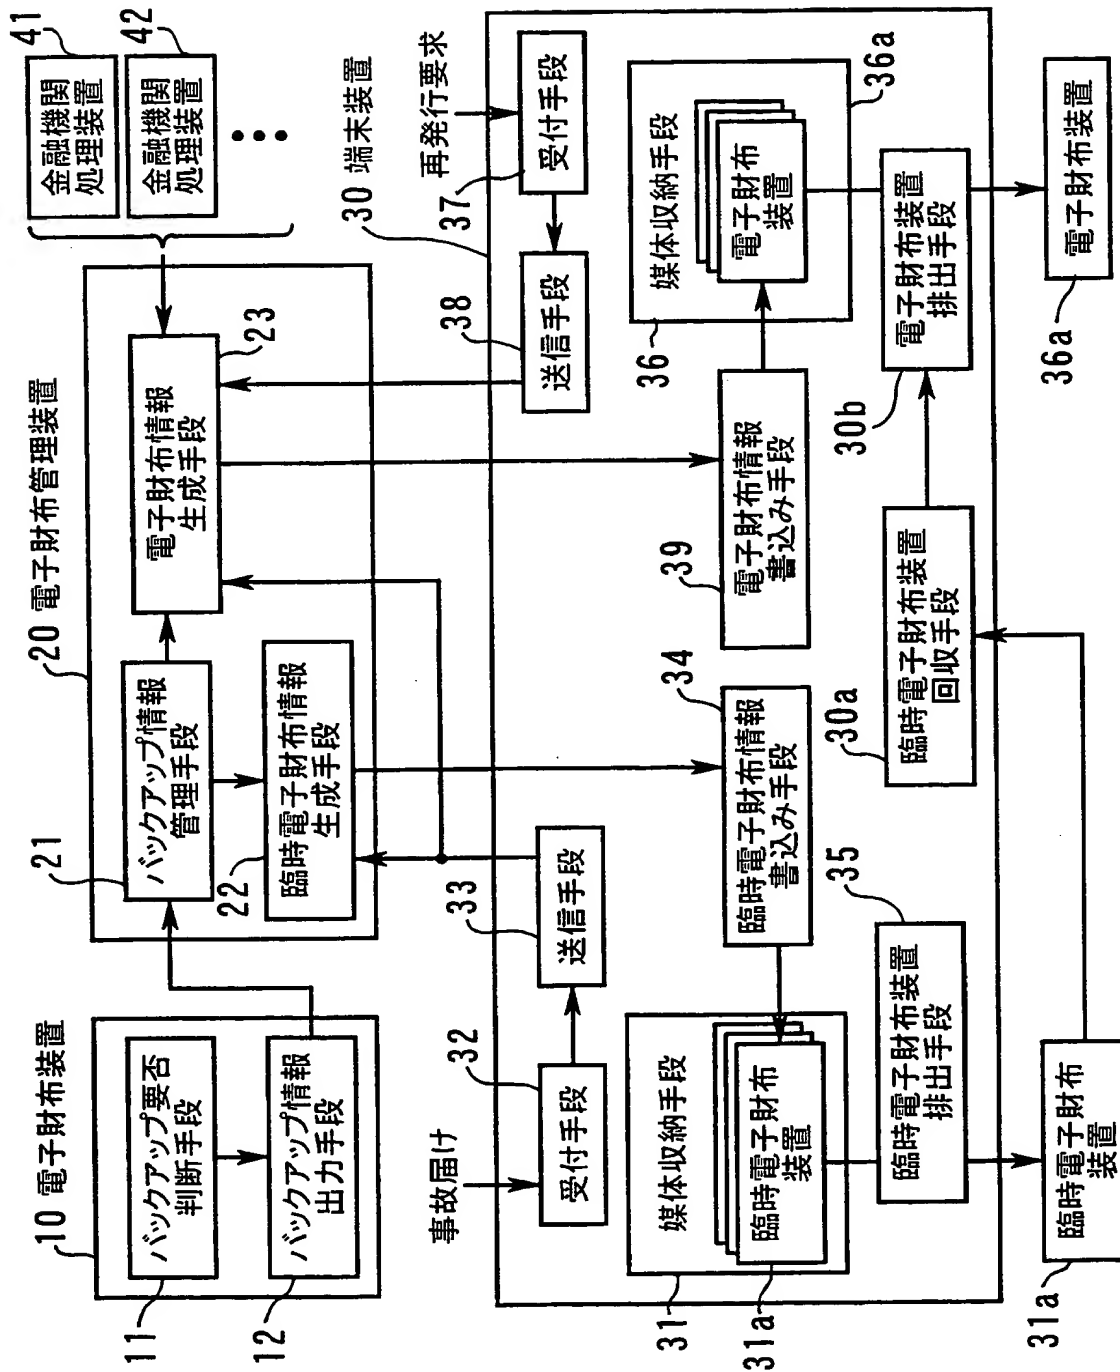 10 電子財布装置
11
バックアップ要否
判断手段
12
バックアップ情報
出力手段
20 電子財布管理装置
21
バックアップ情報
管理手段
22
臨時電子財布情報
生成手段
23
電子財布情報
生成手段
41
金融機関
処理装置
42
金融機関
処理装置
30 端末装置
事故届け
32
受付手段
33
送信手段
再発行要求
37
受付手段
38
送信手段
31
媒体収納手段
31a
臨時電子財布
装置
34
臨時電子財布情報
書込み手段
39
電子財布情報
書込み手段
36
媒体収納手段
36a
電子財布
装置
35
臨時電子財布装置
排出手段
30a
臨時電子財布装置
回収手段
30b
電子財布装置
排出手段
31a
臨時電子財布
装置
36a
電子財布装置